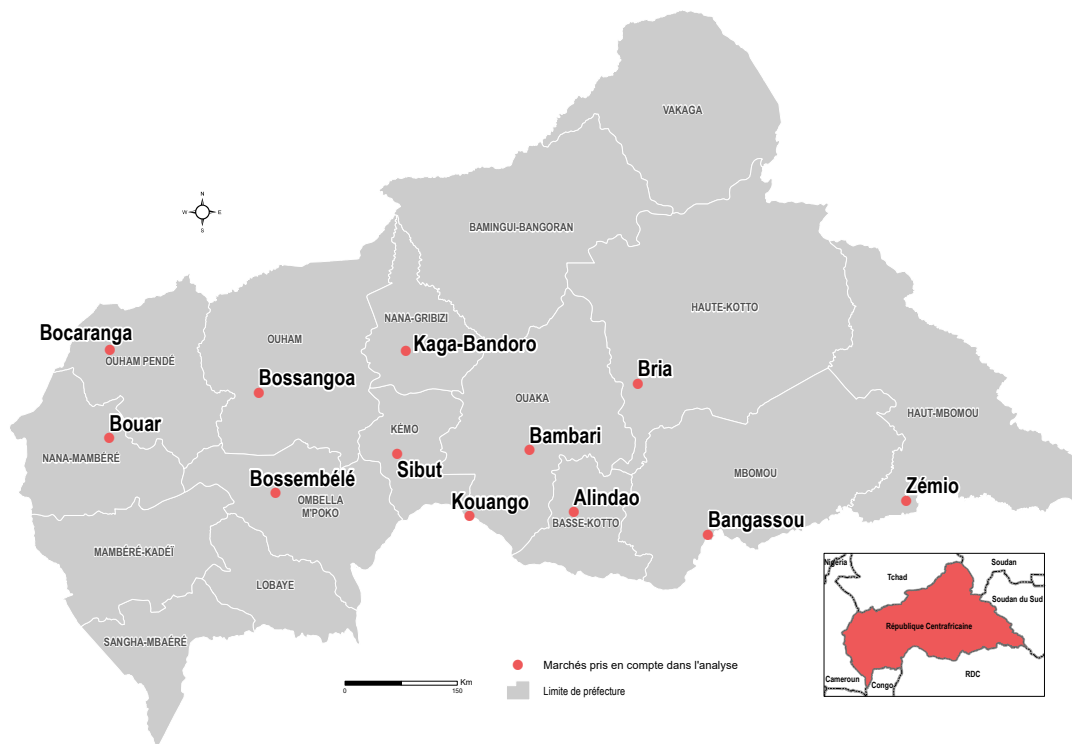 VAKAGA
N
W
E
S
BAMINGUI-BANGORAN
HAUTE-KOTTO
NANA-GRIBIZI
Bocaranga
OUHAM
Kaga-Bandoro
OUHAM PENDÉ
Bria
Bossangoa
OUAKA
HAUT-MBOMOU
Bouar
KÉMO
Bambari
NANA-MAMBÉRÉ
Sibut
MBOMOU
Bossembélé
Zémio
OMBELLA
M'POKO
Kouango
Alindao
BASSE-KOTTO
Bangassou
MAMBÉRÉ-KADÉÏ
LOBAYE
SANGHA-MBAÉRÉ
Nigéria
Tchad
Soudan
Soudan du Sud
République Centrafricaine
Cameroun
Congo
RDC
Marchés pris en compte dans l'analyse
Limite de préfecture
Km
0
150